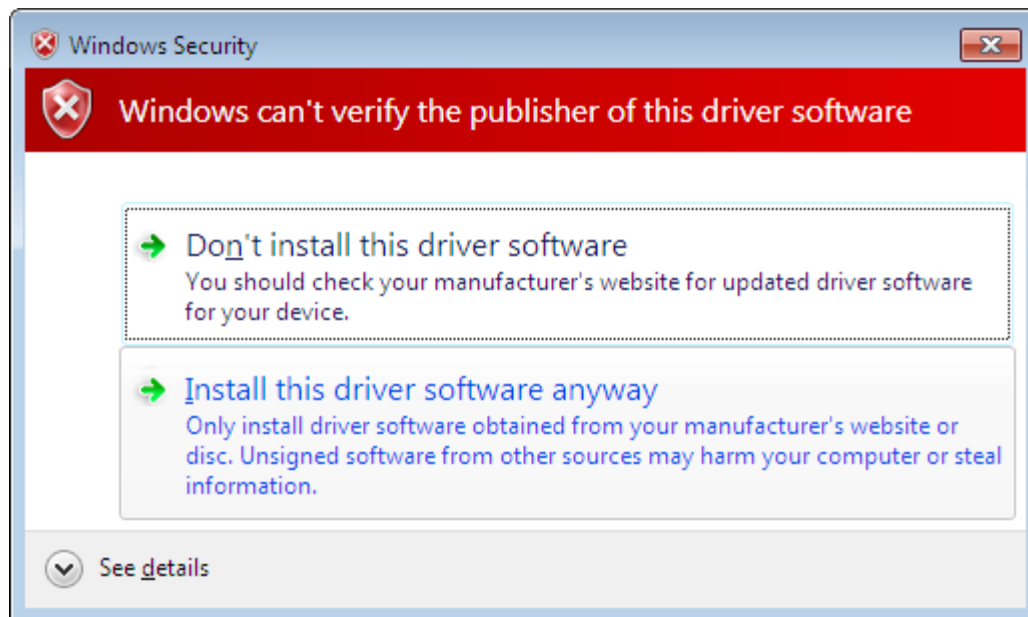 Windows Security
Windows can't verify the publisher of this driver software
Don't install this driver software
You should check your manufacturer's website for updated driver software
for your device.
Install this driver software anyway
Only install driver software obtained from your manufacturer's website or
disc. Unsigned software from other sources may harm your computer or steal
information.
See details